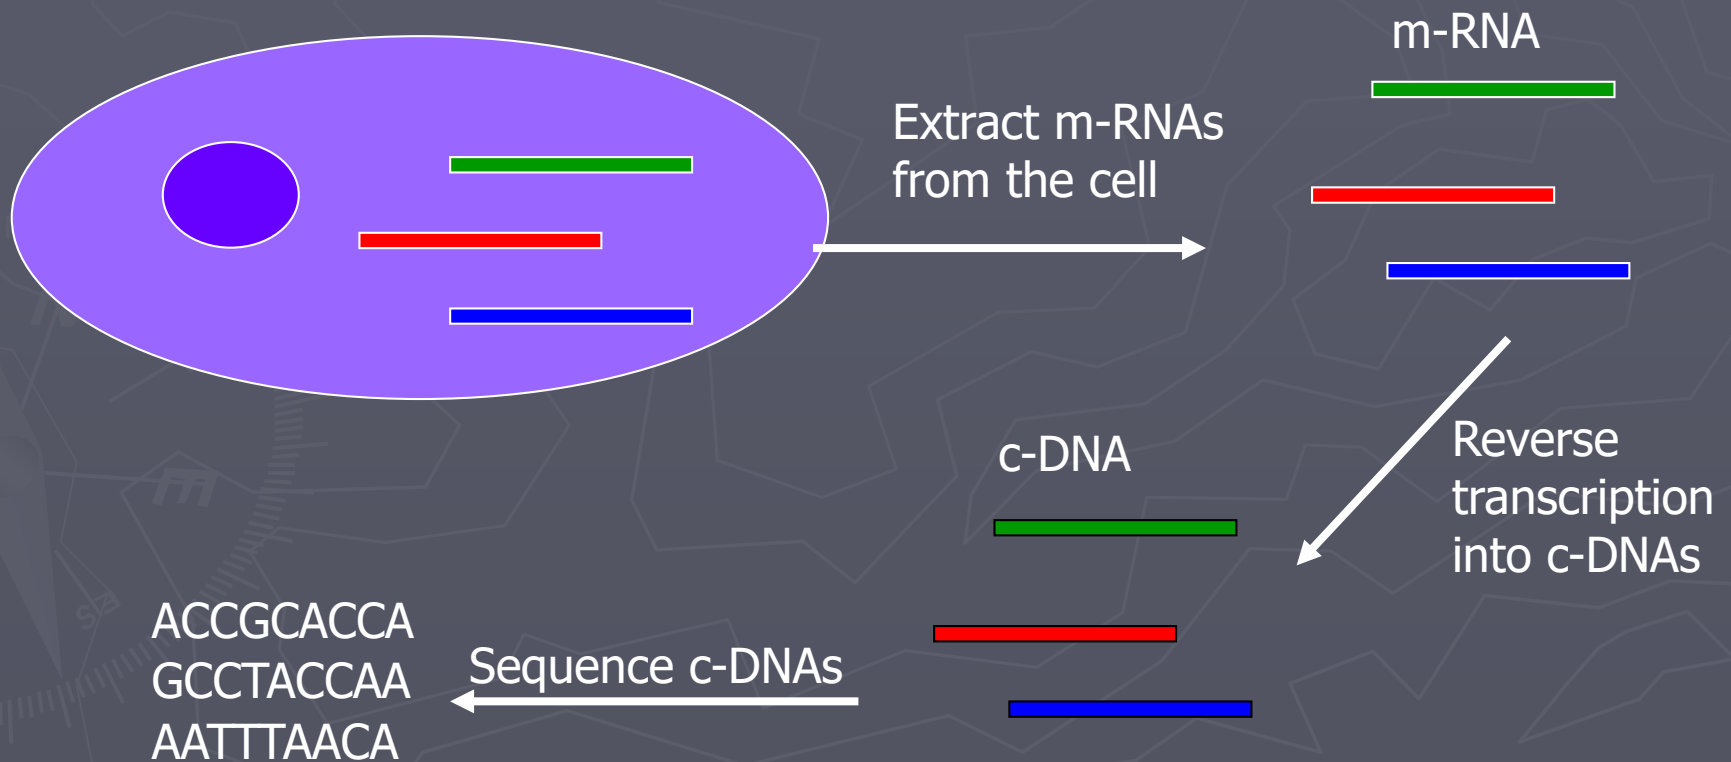 m-RNA
Extract m-RNAs
from the cell
Reverse
transcription
into c-DNAs
c-DNA
Sequence c-DNAs
ACCGCACCA
GCCTACCAA
AATTTAACA
E